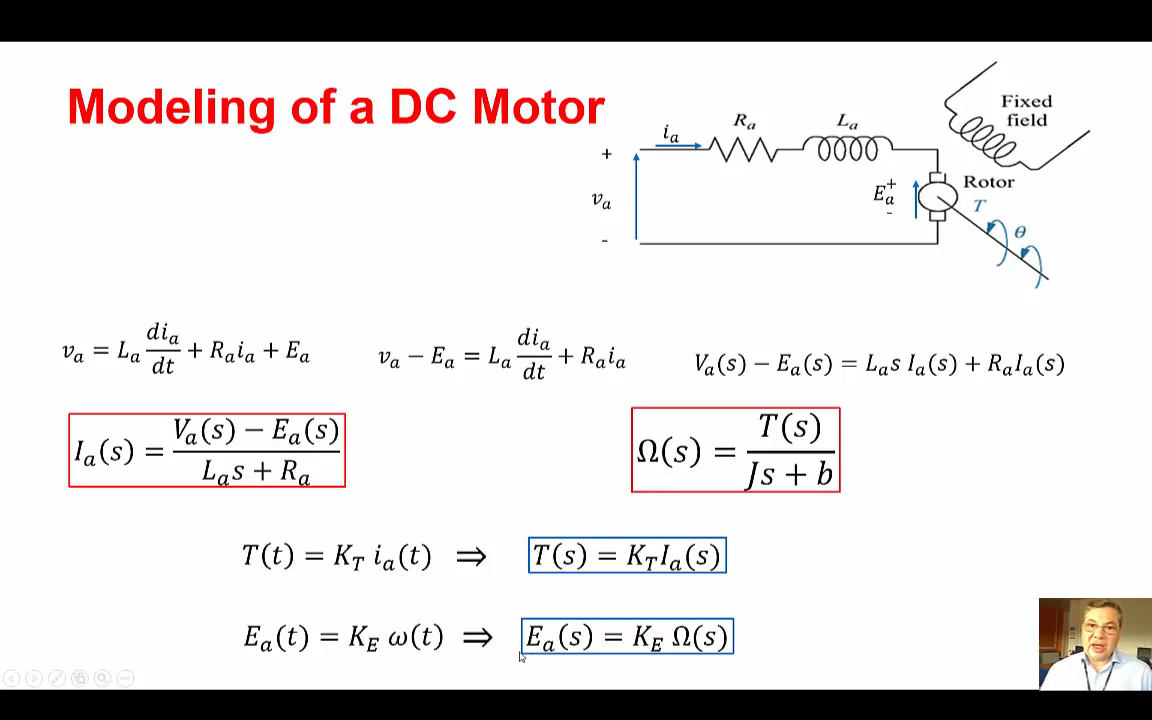 Modeling of a DC Motor
Fixed
field
R_a
L_a
i_a
+
v_a
-
E_a
+
-
Rotor
T
θ
v_a = L_a di_a/dt + R_a i_a + E_a
v_a − E_a = L_a di_a/dt + R_a i_a
V_a(s) − E_a(s) = L_a s I_a(s) + R_a I_a(s)
I_a(s) = (V_a(s) − E_a(s))/(L_a s + R_a)
Ω(s) = T(s)/(Js + b)
T(t) = K_T i_a(t) ⇒ T(s) = K_T I_a(s)
E_a(t) = K_E ω(t) ⇒ E_a(s) = K_E Ω(s)